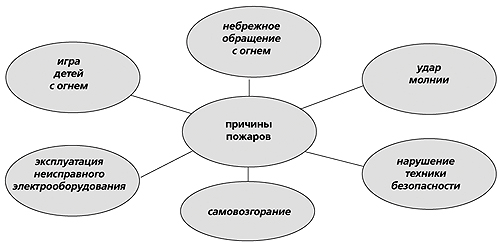 небрежное
обращение
с огнем
игра
детей
с огнем
удар
молнии
причины
пожаров
эксплуатация
неисправного
электрооборудования
нарушение
техники
безопасности
самовозгорание